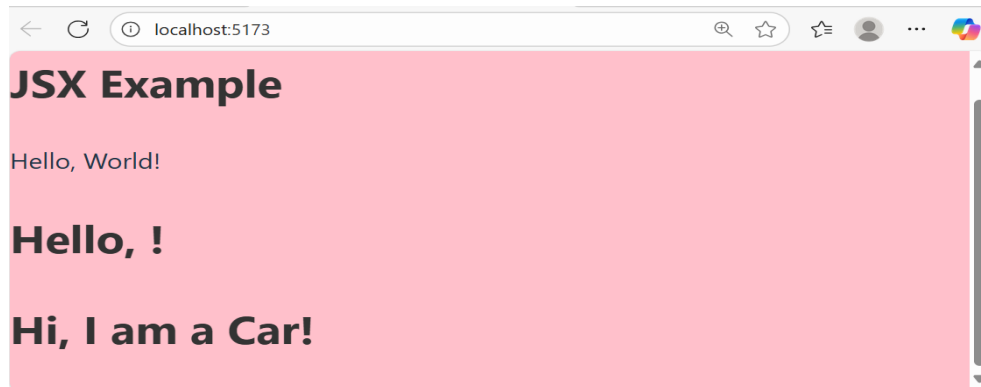 localhost:5173
JSX Example
Hello, World!
Hello, !
Hi, I am a Car!